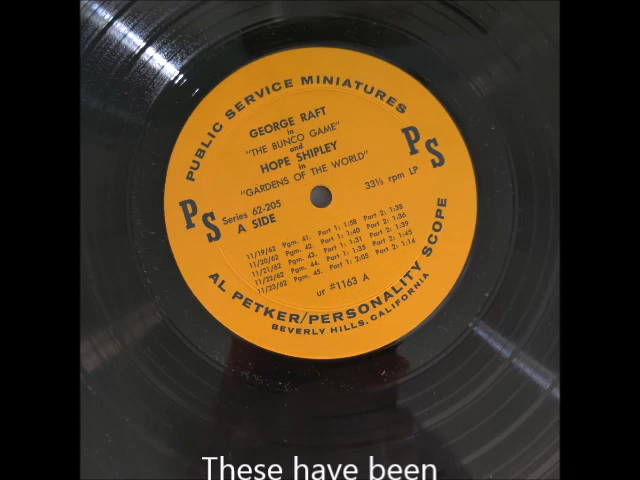 PUBLIC SERVICE MINIATURES
GEORGE RAFT
in
"THE BUNCO GAME"
and
HOPE SHIPLEY
in
"GARDENS OF THE WORLD"
PS
PS
Series 62-205
33⅓ rpm LP
A SIDE
11/19/62 Pgm. 41. Part 1: 1:58 Part 2: 1:38
11/20/62 Pgm. 42. Part 1: 1:40 Part 2: 1:36
11/21/62 Pgm. 43. Part 1: 1:31 Part 2: 1:39
11/22/62 Pgm. 44. Part 1: 1:35 Part 2: 1:45
11/23/62 Pgm. 45. Part 1: 2:05 Part 2: 1:14
ur #1163 A
AL PETKER/PERSONALITY SCOPE
BEVERLY HILLS, CALIFORNIA
These have been